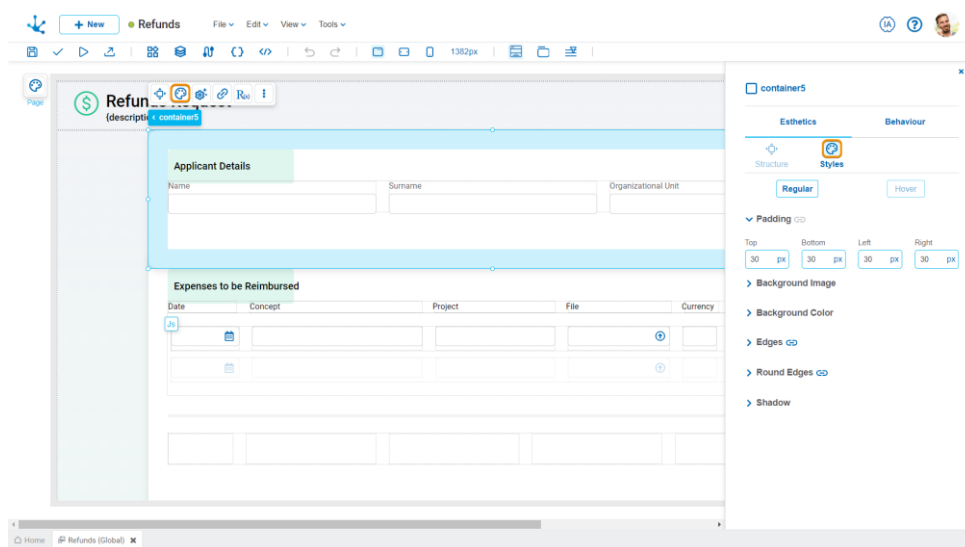 + New
Refunds
File
Edit
View
Tools
IA
?
1382px
Page
$
Refun
(descripti
R(x)
< container5
Applicant Details
Name
Surname
Organizational Unit
Expenses to be Reimbursed
Date
Concept
Project
File
Currency
Js
container5
Esthetics
Behaviour
Structure
Styles
Regular
Hover
Padding
Top
Bottom
Left
Right
30 px
30 px
30 px
30 px
Background Image
Background Color
Edges
Round Edges
Shadow
Home
Refunds (Global)